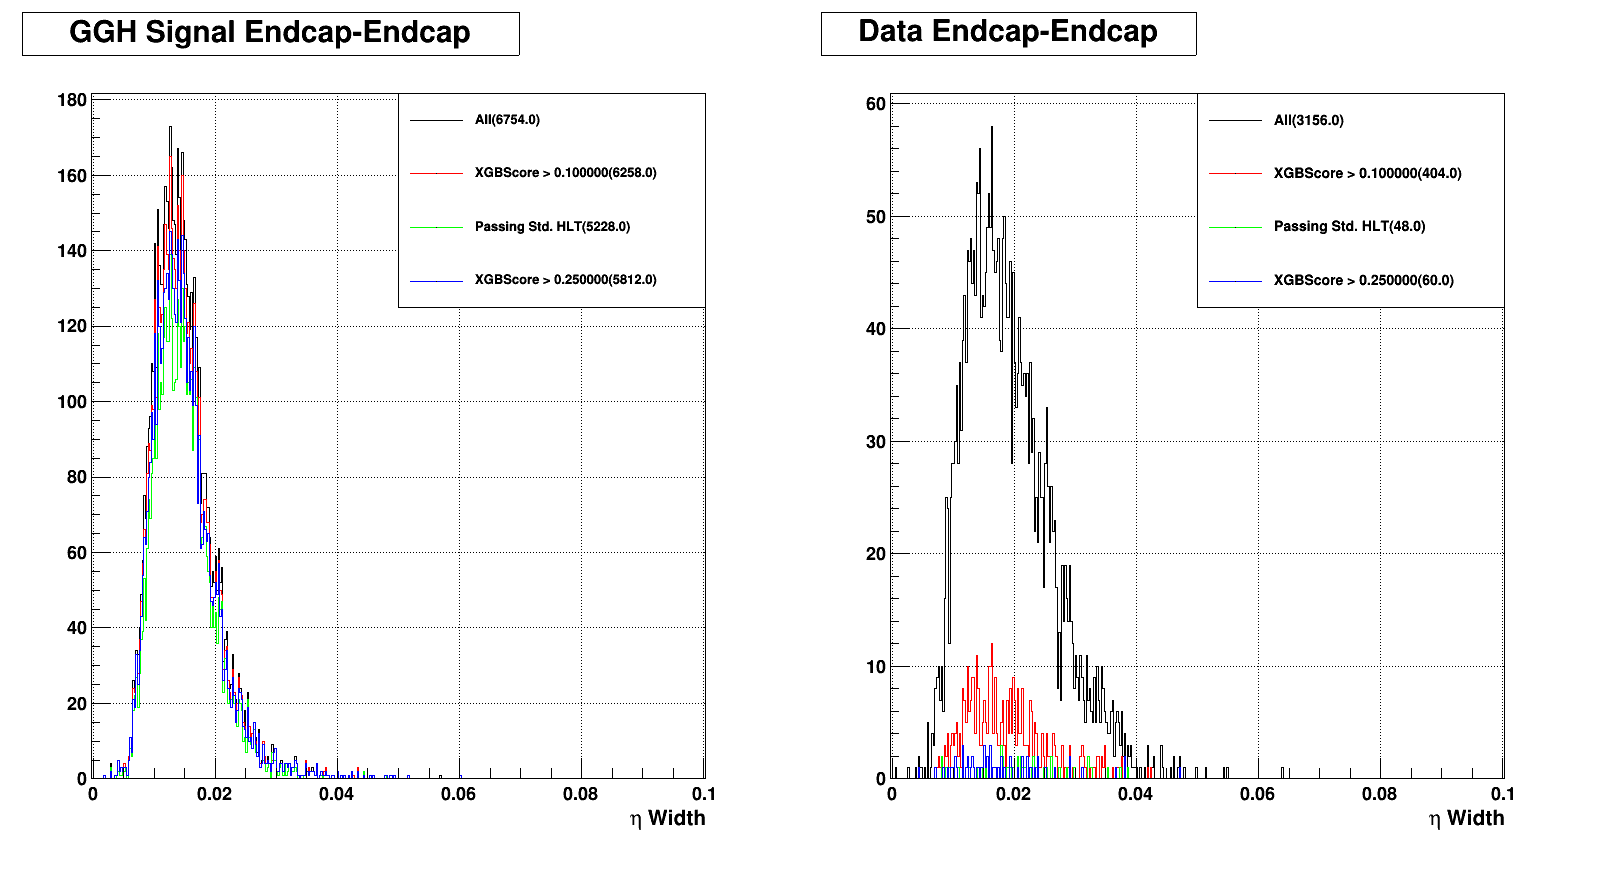 GGH Signal Endcap-Endcap
180
160
140
120
100
80
60
40
20
0
0 0.02 0.04 0.06 0.08 0.1
η Width
All(6754.0)
XGBScore > 0.100000(6258.0)
Passing Std. HLT(5228.0)
XGBScore > 0.250000(5812.0)
Data Endcap-Endcap
60
50
40
30
20
10
0
0 0.02 0.04 0.06 0.08 0.1
η Width
All(3156.0)
XGBScore > 0.100000(404.0)
Passing Std. HLT(48.0)
XGBScore > 0.250000(60.0)